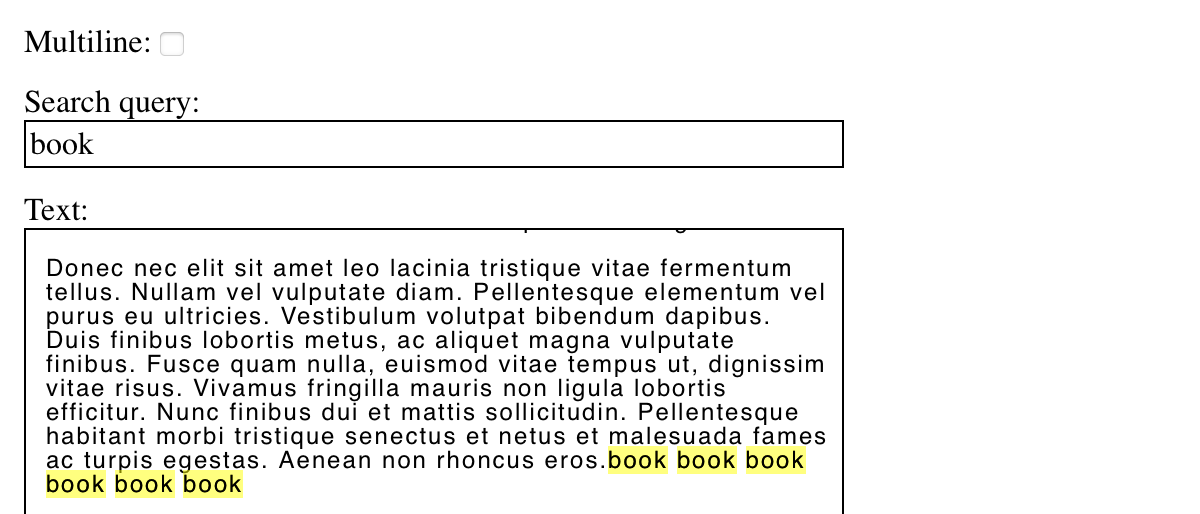 Multiline:
Search query:
book
Text:
Donec nec elit sit amet leo lacinia tristique vitae fermentum
tellus. Nullam vel vulputate diam. Pellentesque elementum vel
purus eu ultricies. Vestibulum volutpat bibendum dapibus.
Duis finibus lobortis metus, ac aliquet magna vulputate
finibus. Fusce quam nulla, euismod vitae tempus ut, dignissim
vitae risus. Vivamus fringilla mauris non ligula lobortis
efficitur. Nunc finibus dui et mattis sollicitudin. Pellentesque
habitant morbi tristique senectus et netus et malesuada fames
ac turpis egestas. Aenean non rhoncus eros.book book book
book book book